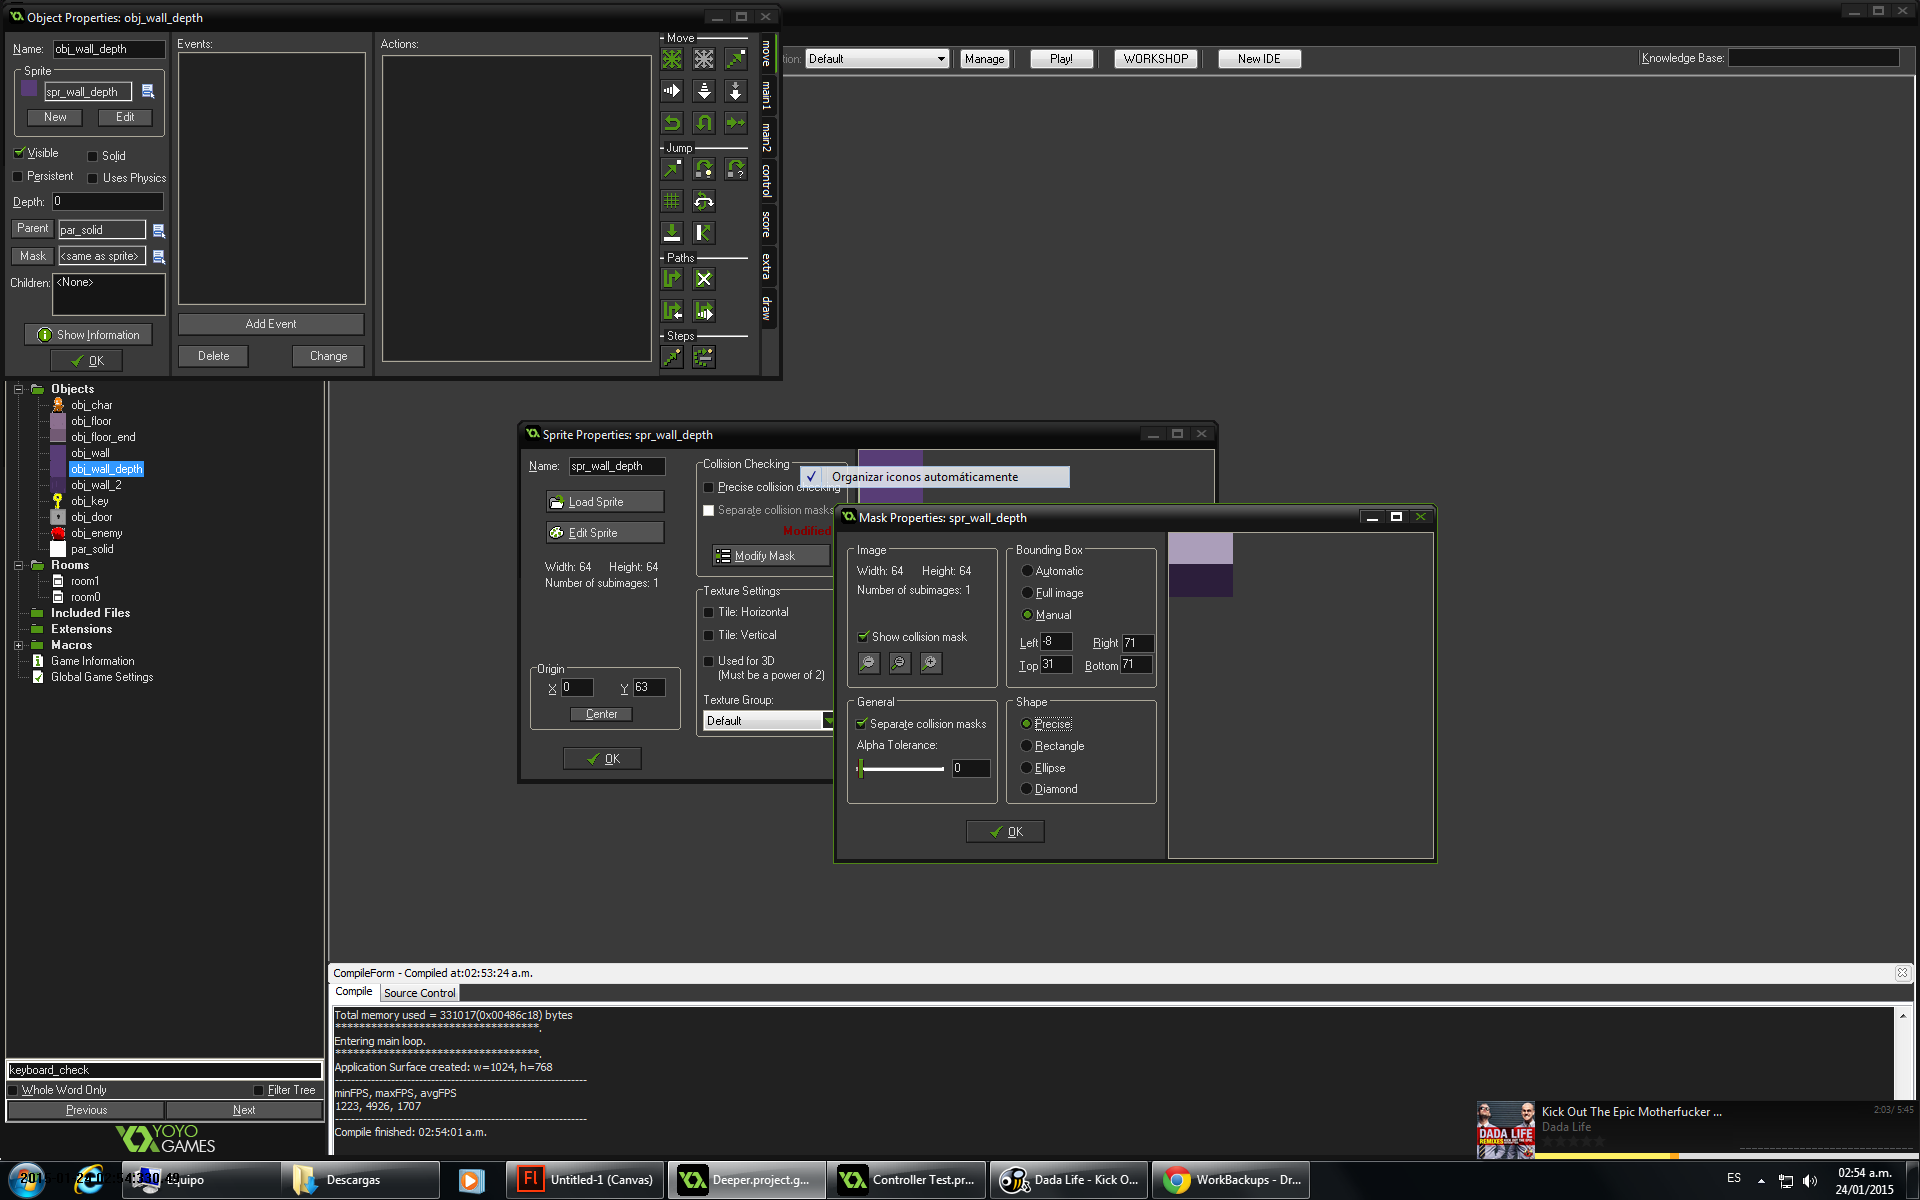 Object Properties: obj_wall_depth
Name: obj_wall_depth
Sprite
spr_wall_depth
New Edit
Visible Solid
Persistent Uses Physics
Depth: 0
Parent par_solid
Mask <same as sprite>
Children: <None>
Show Information
OK
Events:
Add Event
Delete Change
Actions:
Move
Jump
Paths
Steps
move
main1
main2
control
score
extra
draw
Default
Manage
Play!
WORKSHOP
New IDE
Knowledge Base:
Objects
obj_char
obj_floor
obj_floor_end
obj_wall
obj_wall_depth
obj_wall_2
obj_key
obj_door
obj_enemy
par_solid
Rooms
room1
room0
Included Files
Extensions
Macros
Game Information
Global Game Settings
Sprite Properties: spr_wall_depth
Name: spr_wall_depth
Load Sprite
Edit Sprite
Width: 64 Height: 64
Number of subimages: 1
Origin
X 0 Y 63
Center
OK
Collision Checking
Precise collision checking
Separate collision masks
Modified
Modify Mask
Texture Settings
Tile: Horizontal
Tile: Vertical
Used for 3D
(Must be a power of 2)
Texture Group:
Default
Organizar iconos automáticamente
Mask Properties: spr_wall_depth
Image
Width: 64 Height: 64
Number of subimages: 1
Show collision mask
General
Separate collision masks
Alpha Tolerance:
0
Bounding Box
Automatic
Full image
Manual
Left -8 Right 71
Top 31 Bottom 71
Shape
Precise
Rectangle
Ellipse
Diamond
OK
CompileForm - Compiled at:02:53:24 a.m.
Compile Source Control
Total memory used = 331017(0x00486c18) bytes
**********************************.
Entering main loop.
**********************************.
Application Surface created: w=1024, h=768
minFPS, maxFPS, avgFPS
1223, 4926, 1707
Compile finished: 02:54:01 a.m.
keyboard_check
Whole Word Only Filter Tree
Previous Next
YOYO GAMES
DADA LIFE
REMIXES
Kick Out The Epic Motherfucker ...
Dada Life
2:03/ 5:45
Equipo
Descargas
Untitled-1 (Canvas)
Deeper.project.g...
Controller Test.pr...
Dada Life - Kick O...
WorkBackups - Dr...
ES
02:54 a.m.
24/01/2015